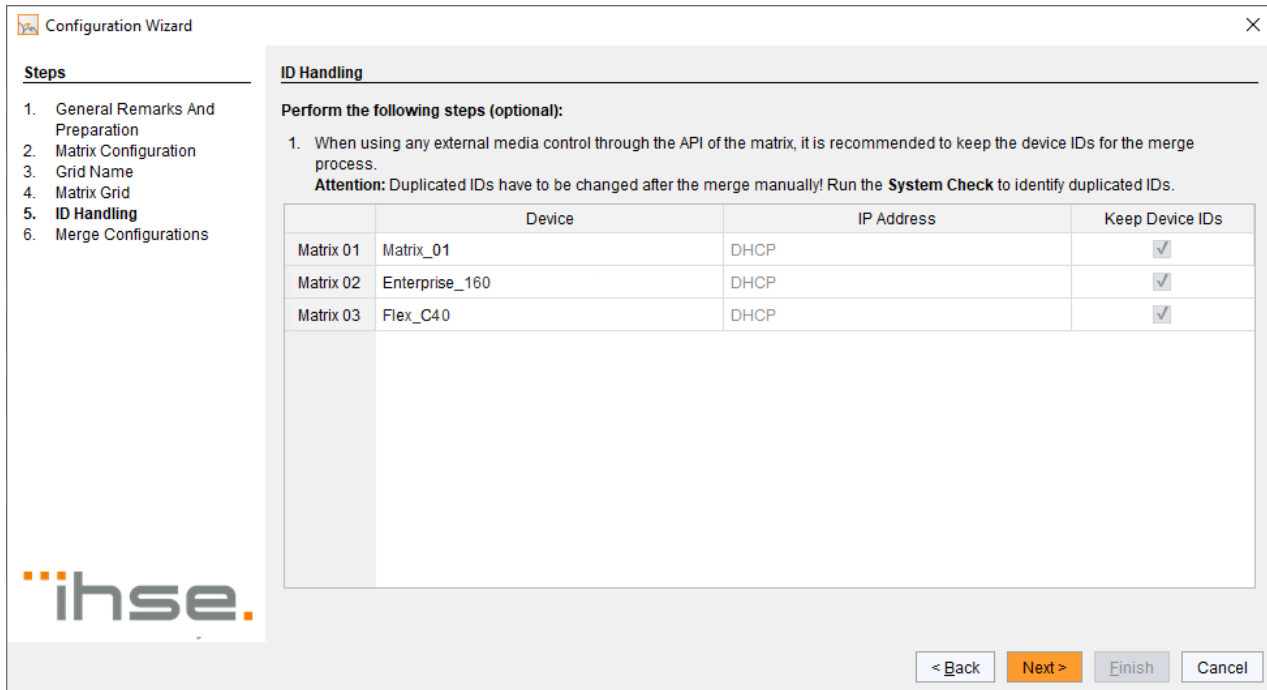 Configuration Wizard
Steps
1. General Remarks And
Preparation
2. Matrix Configuration
3. Grid Name
4. Matrix Grid
5. ID Handling
6. Merge Configurations
ID Handling
Perform the following steps (optional):
1. When using any external media control through the API of the matrix, it is recommended to keep the device IDs for the merge
process.
Attention: Duplicated IDs have to be changed after the merge manually! Run the System Check to identify duplicated IDs.
Device IP Address Keep Device IDs
Matrix 01 Matrix_01 DHCP
Matrix 02 Enterprise_160 DHCP
Matrix 03 Flex_C40 DHCP
ihse.
< Back Next > Finish Cancel